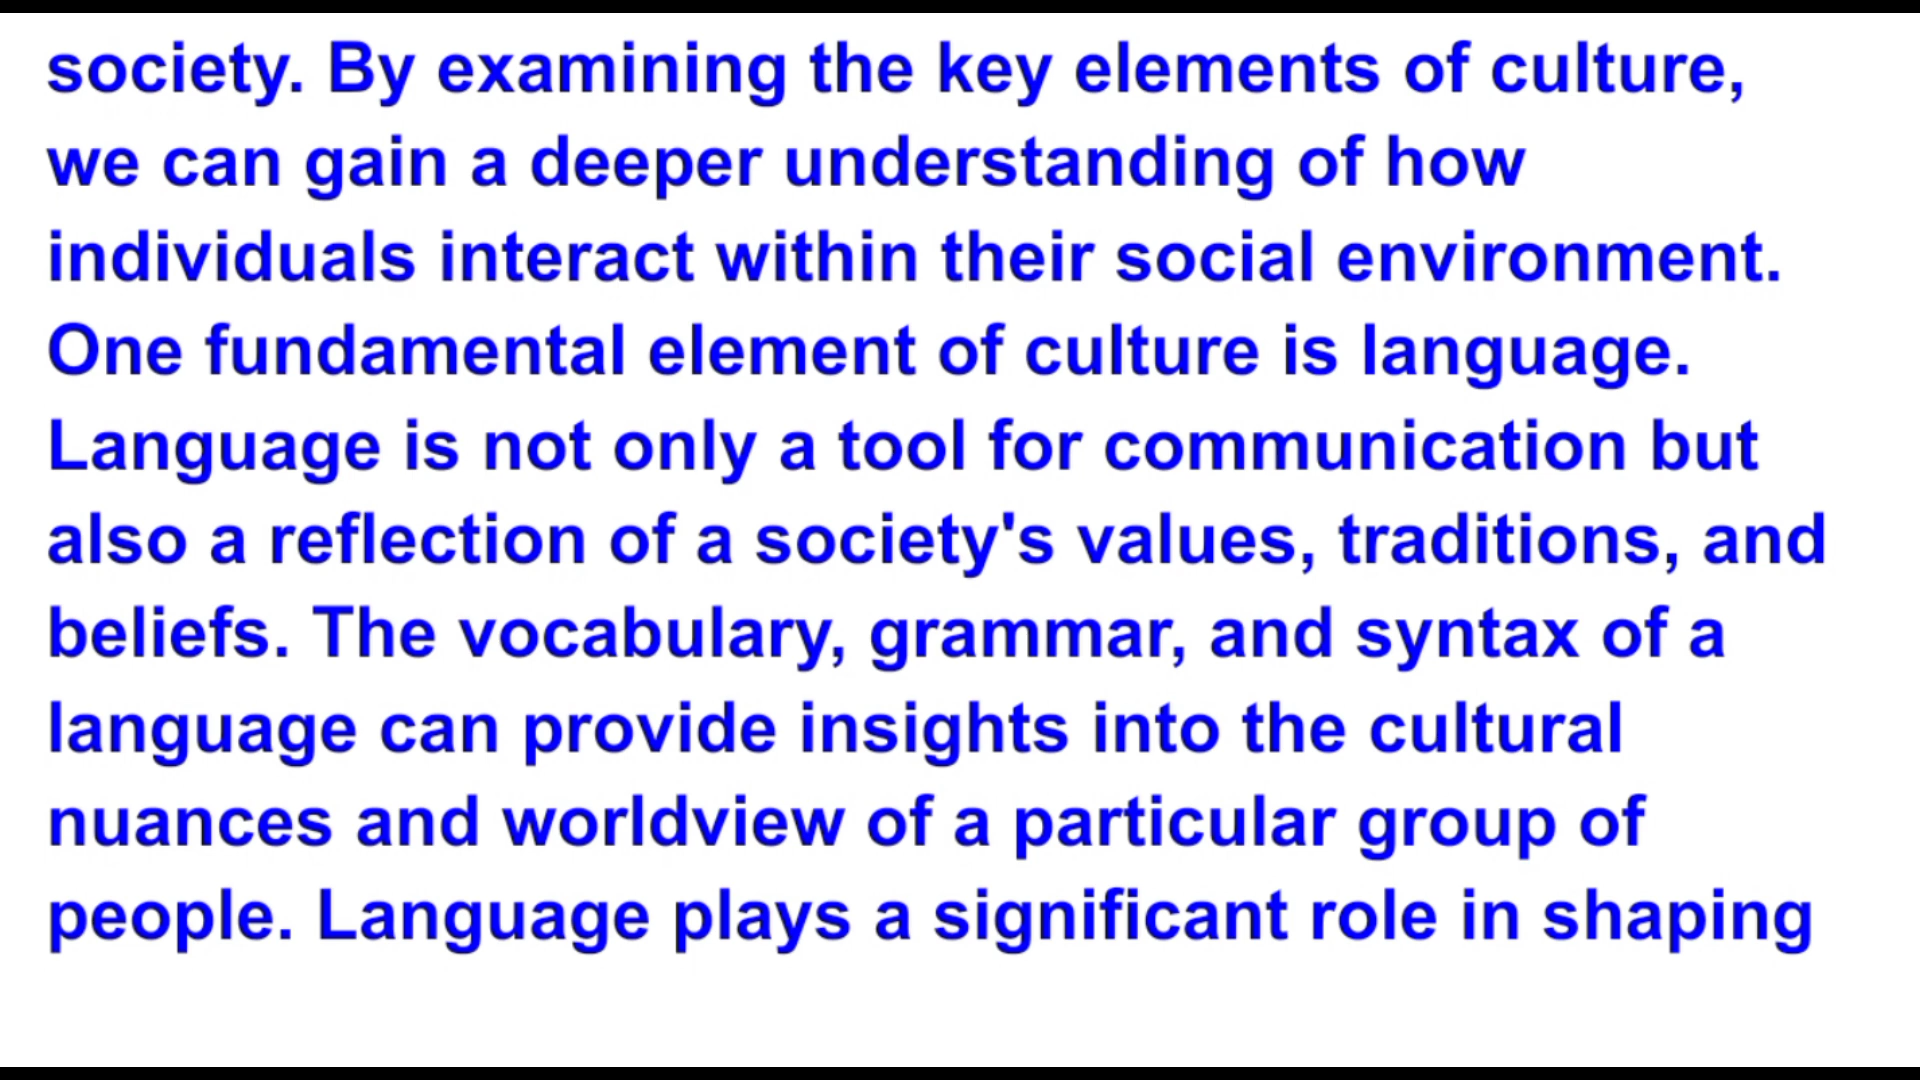 society. By examining the key elements of culture,
we can gain a deeper understanding of how
individuals interact within their social environment.
One fundamental element of culture is language.
Language is not only a tool for communication but
also a reflection of a society's values, traditions, and
beliefs. The vocabulary, grammar, and syntax of a
language can provide insights into the cultural
nuances and worldview of a particular group of
people. Language plays a significant role in shaping